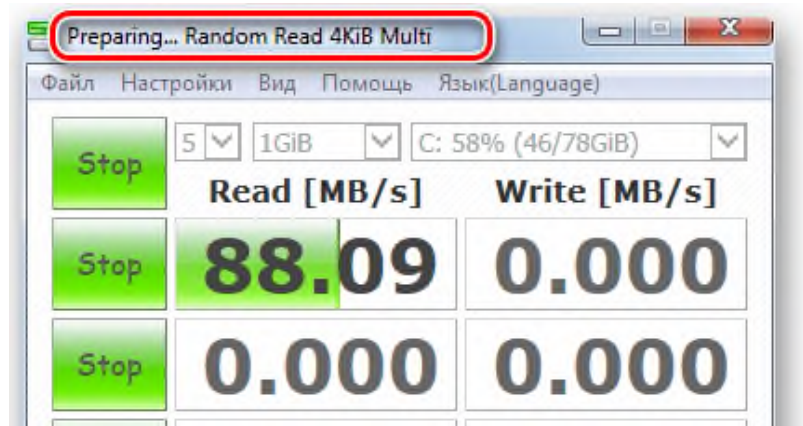 Preparing... Random Read 4KiB Multi
Файл Настройки Вид Помощь Язык(Language)
Stop 5 1GiB C: 58% (46/78GiB)
Read [MB/s] Write [MB/s]
Stop 88.09 0.000
Stop 0.000 0.000